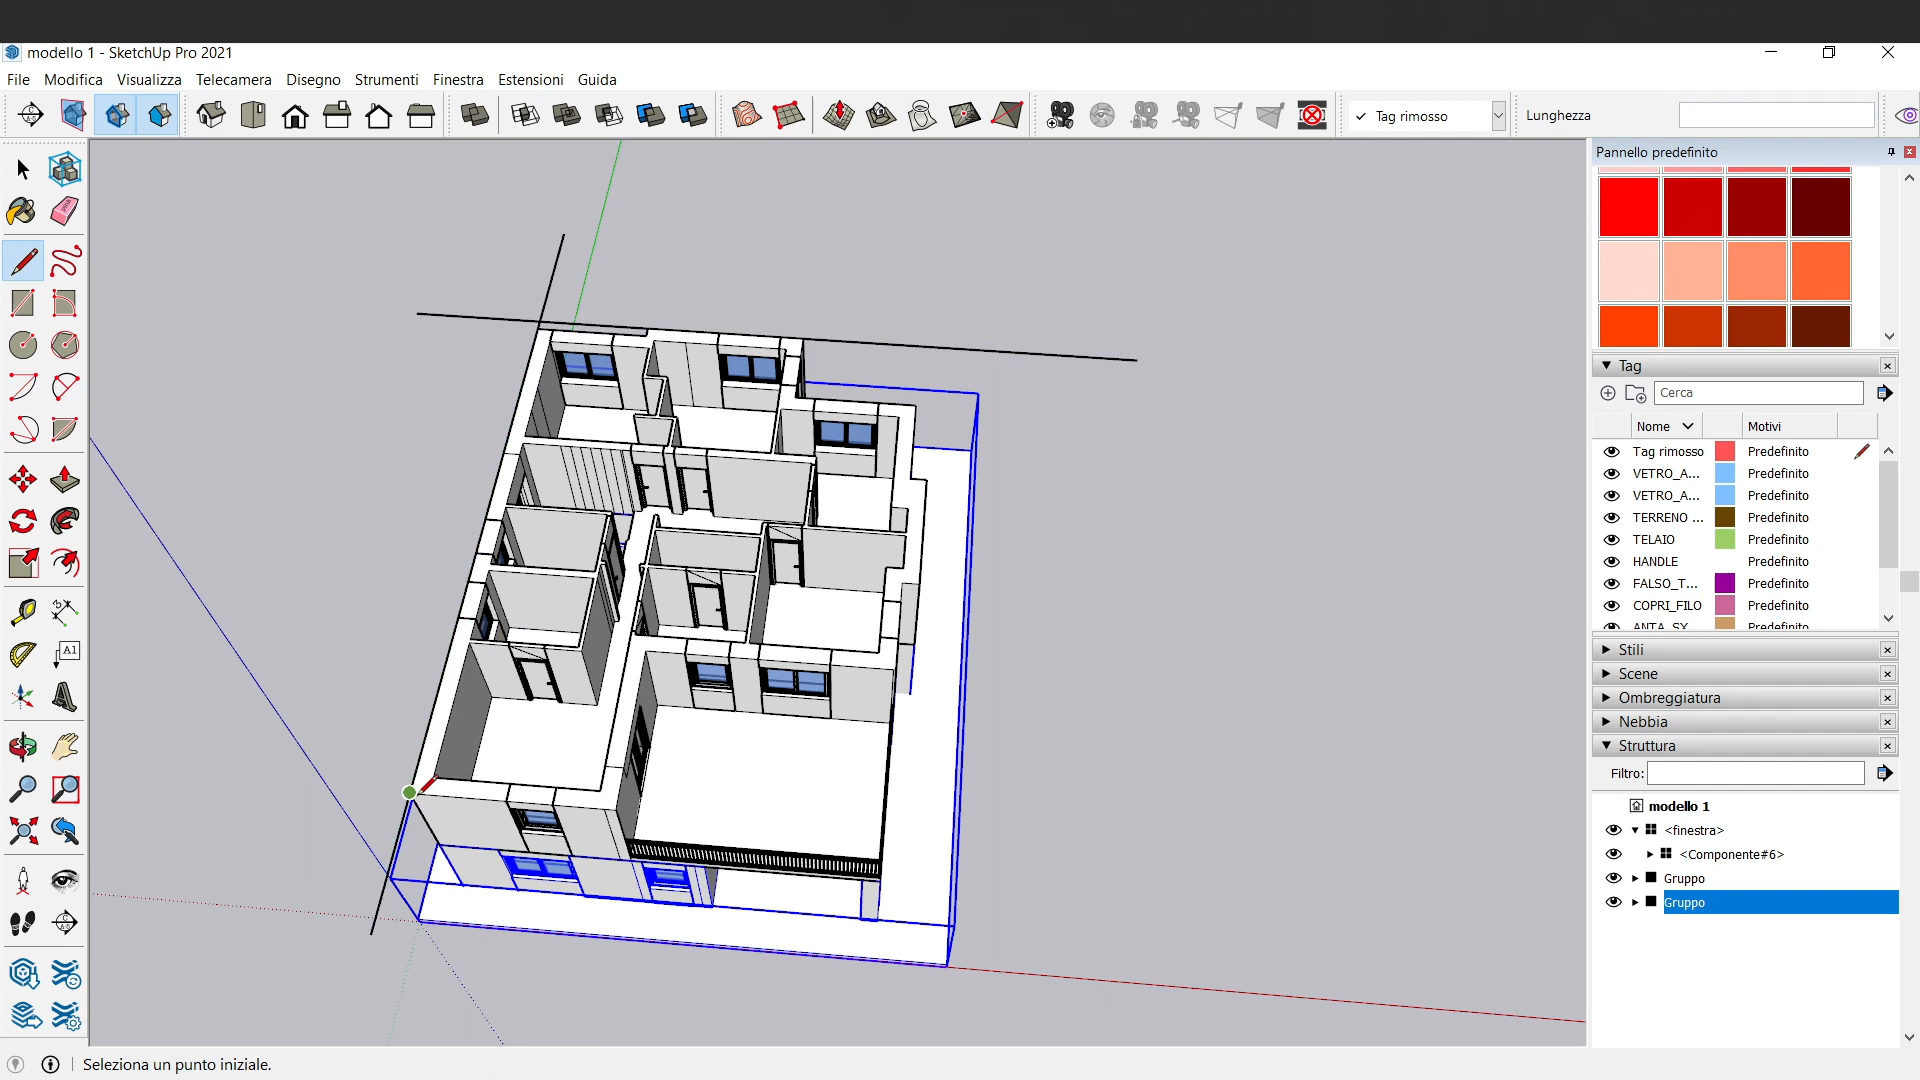 modello 1 - SketchUp Pro 2021
File Modifica Visualizza Telecamera Disegno Strumenti Finestra Estensioni Guida
Tag rimosso
Lunghezza
Pannello predefinito
Tag
Cerca
Nome Motivi
Tag rimosso Predefinito
VETRO_A... Predefinito
VETRO_A... Predefinito
TERRENO ... Predefinito
TELAIO Predefinito
HANDLE Predefinito
FALSO_T... Predefinito
COPRI_FILO Predefinito
ANTA_SX Predefinito
Stili
Scene
Ombreggiatura
Nebbia
Struttura
Filtro:
modello 1
<finestra>
<Componente#6>
Gruppo
Gruppo
A1
Seleziona un punto iniziale.